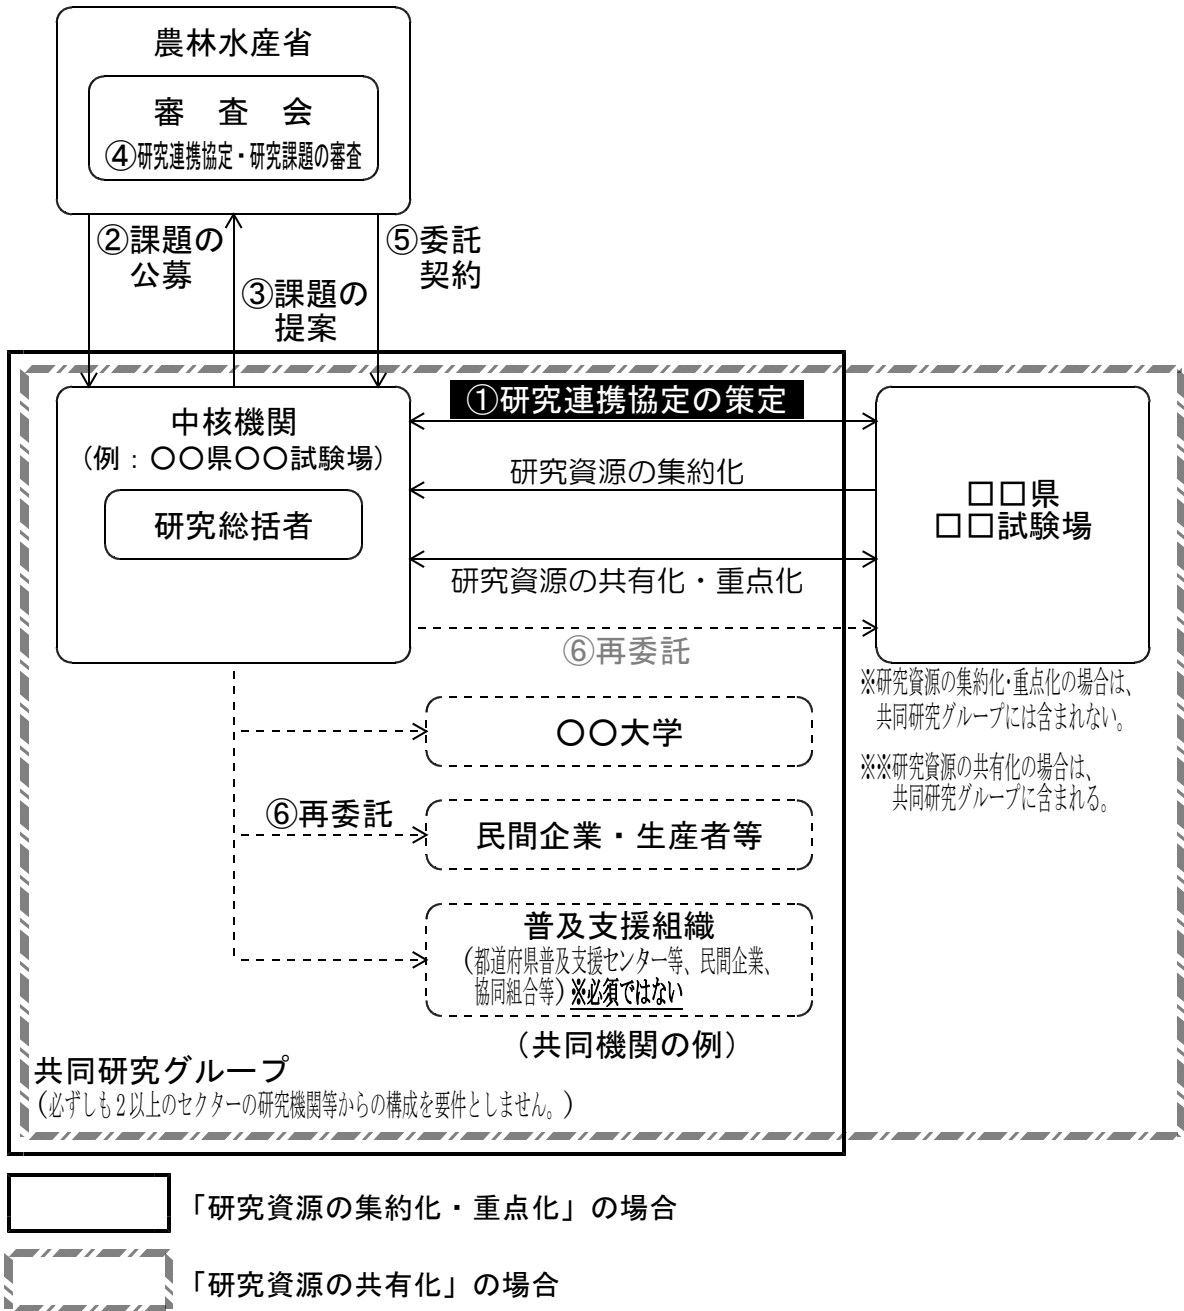 農林水産省
審　査　会
④研究連携協定・研究課題の審査
②課題の
公募
③課題の
提案
⑤委託
契約
①研究連携協定の策定
中核機関
（例：〇〇県〇〇試験場）
研究総括者
研究資源の集約化
研究資源の共有化・重点化
⑥再委託
□□県
□□試験場
※研究資源の集約化・重点化の場合は、
共同研究グループには含まれない。
※※研究資源の共有化の場合は、
共同研究グループに含まれる。
〇〇大学
⑥再委託
民間企業・生産者等
普及支援組織
（都道府県普及支援センター等、民間企業、
協同組合等）※必須ではない
（共同機関の例）
共同研究グループ
（必ずしも２以上のセクターの研究機関等からの構成を要件としません。）
「研究資源の集約化・重点化」の場合
「研究資源の共有化」の場合